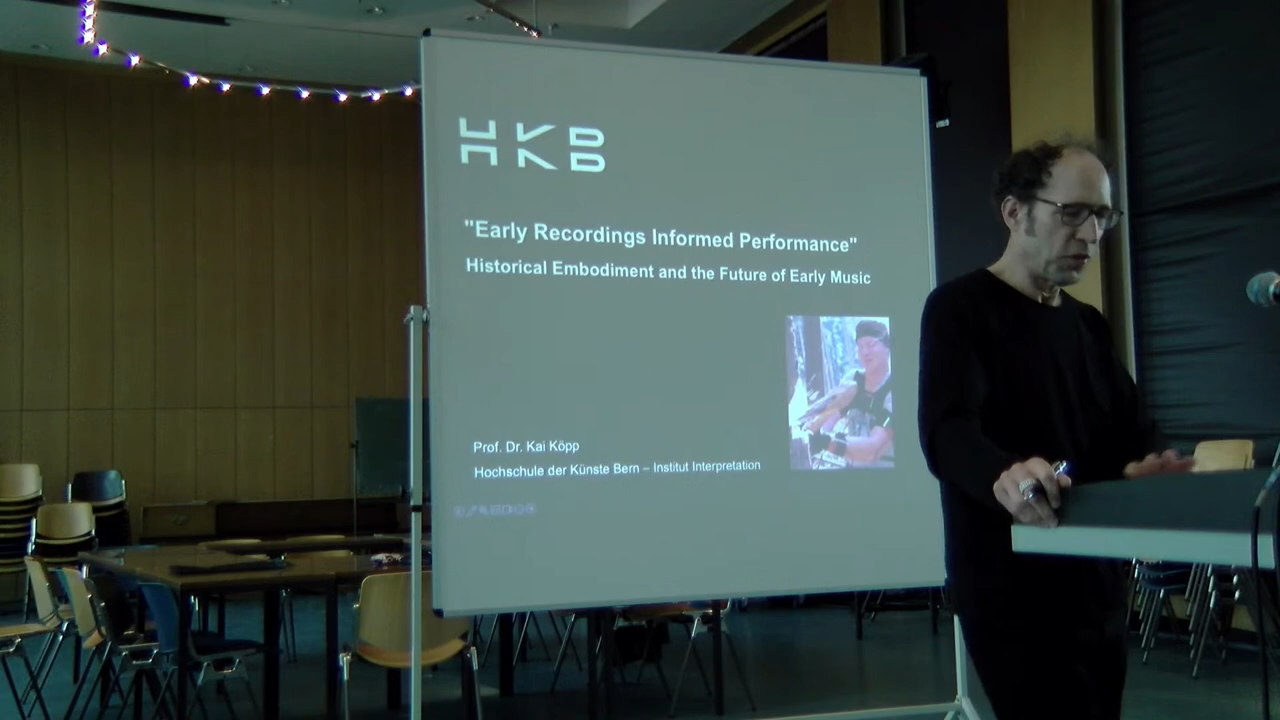 HKB
"Early Recordings Informed Performance"
Historical Embodiment and the Future of Early Music
Prof. Dr. Kai Köpp
Hochschule der Künste Bern – Institut Interpretation